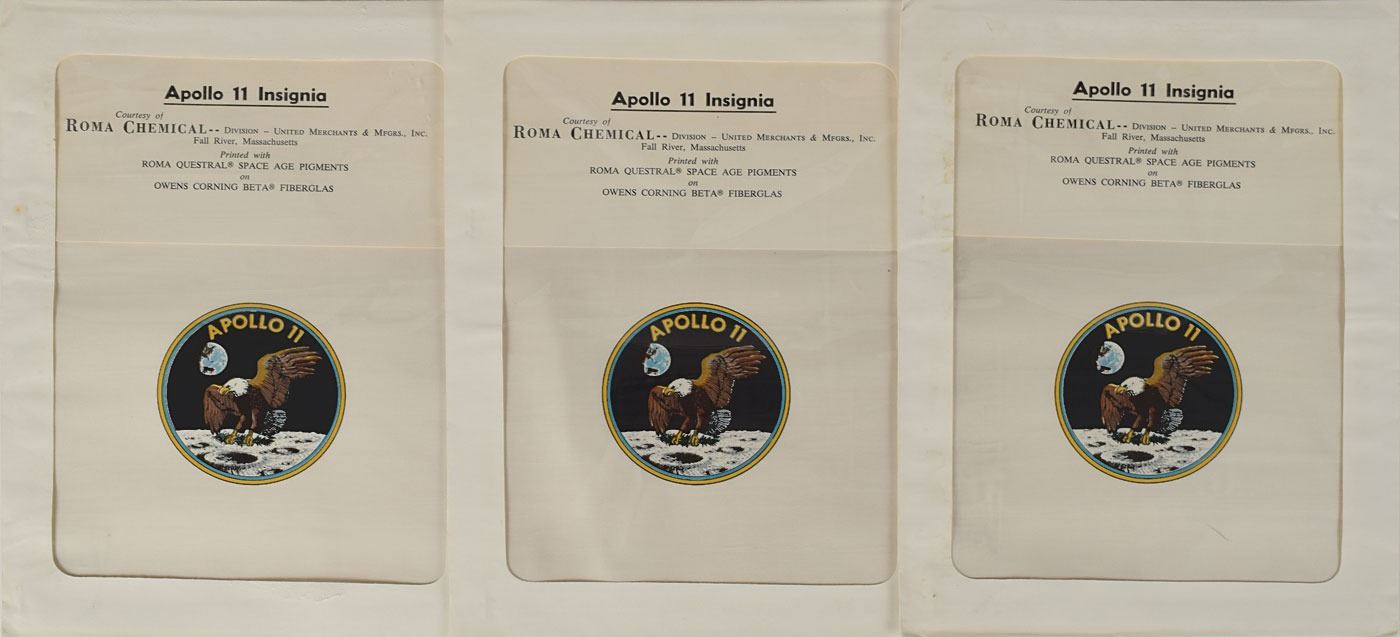 Apollo 11 Insignia
Courtesy of
ROMA CHEMICAL-- DIVISION – UNITED MERCHANTS & MFGRS., INC.
Fall River, Massachusetts
Printed with
ROMA QUESTRAL® SPACE AGE PIGMENTS
on
OWENS CORNING BETA® FIBERGLAS
APOLLO 11
Apollo 11 Insignia
Courtesy of
ROMA CHEMICAL-- DIVISION – UNITED MERCHANTS & MFGRS., INC.
Fall River, Massachusetts
Printed with
ROMA QUESTRAL® SPACE AGE PIGMENTS
on
OWENS CORNING BETA® FIBERGLAS
APOLLO 11
Apollo 11 Insignia
Courtesy of
ROMA CHEMICAL-- DIVISION – UNITED MERCHANTS & MFGRS., INC.
Fall River, Massachusetts
Printed with
ROMA QUESTRAL® SPACE AGE PIGMENTS
on
OWENS CORNING BETA® FIBERGLAS
APOLLO 11